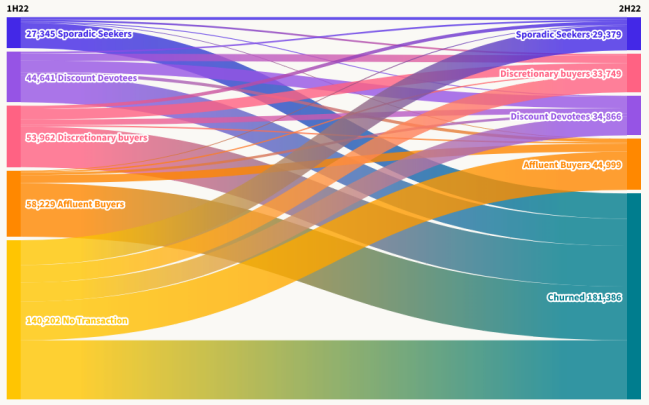 1H22
2H22
27,345 Sporadic Seekers
Sporadic Seekers 29,379
44,641 Discount Devotees
Discretionary buyers 33,749
53,962 Discretionary buyers
Discount Devotees 34,866
Affluent Buyers 44,999
58,229 Affluent Buyers
Churned 181,386
140,202 No Transaction